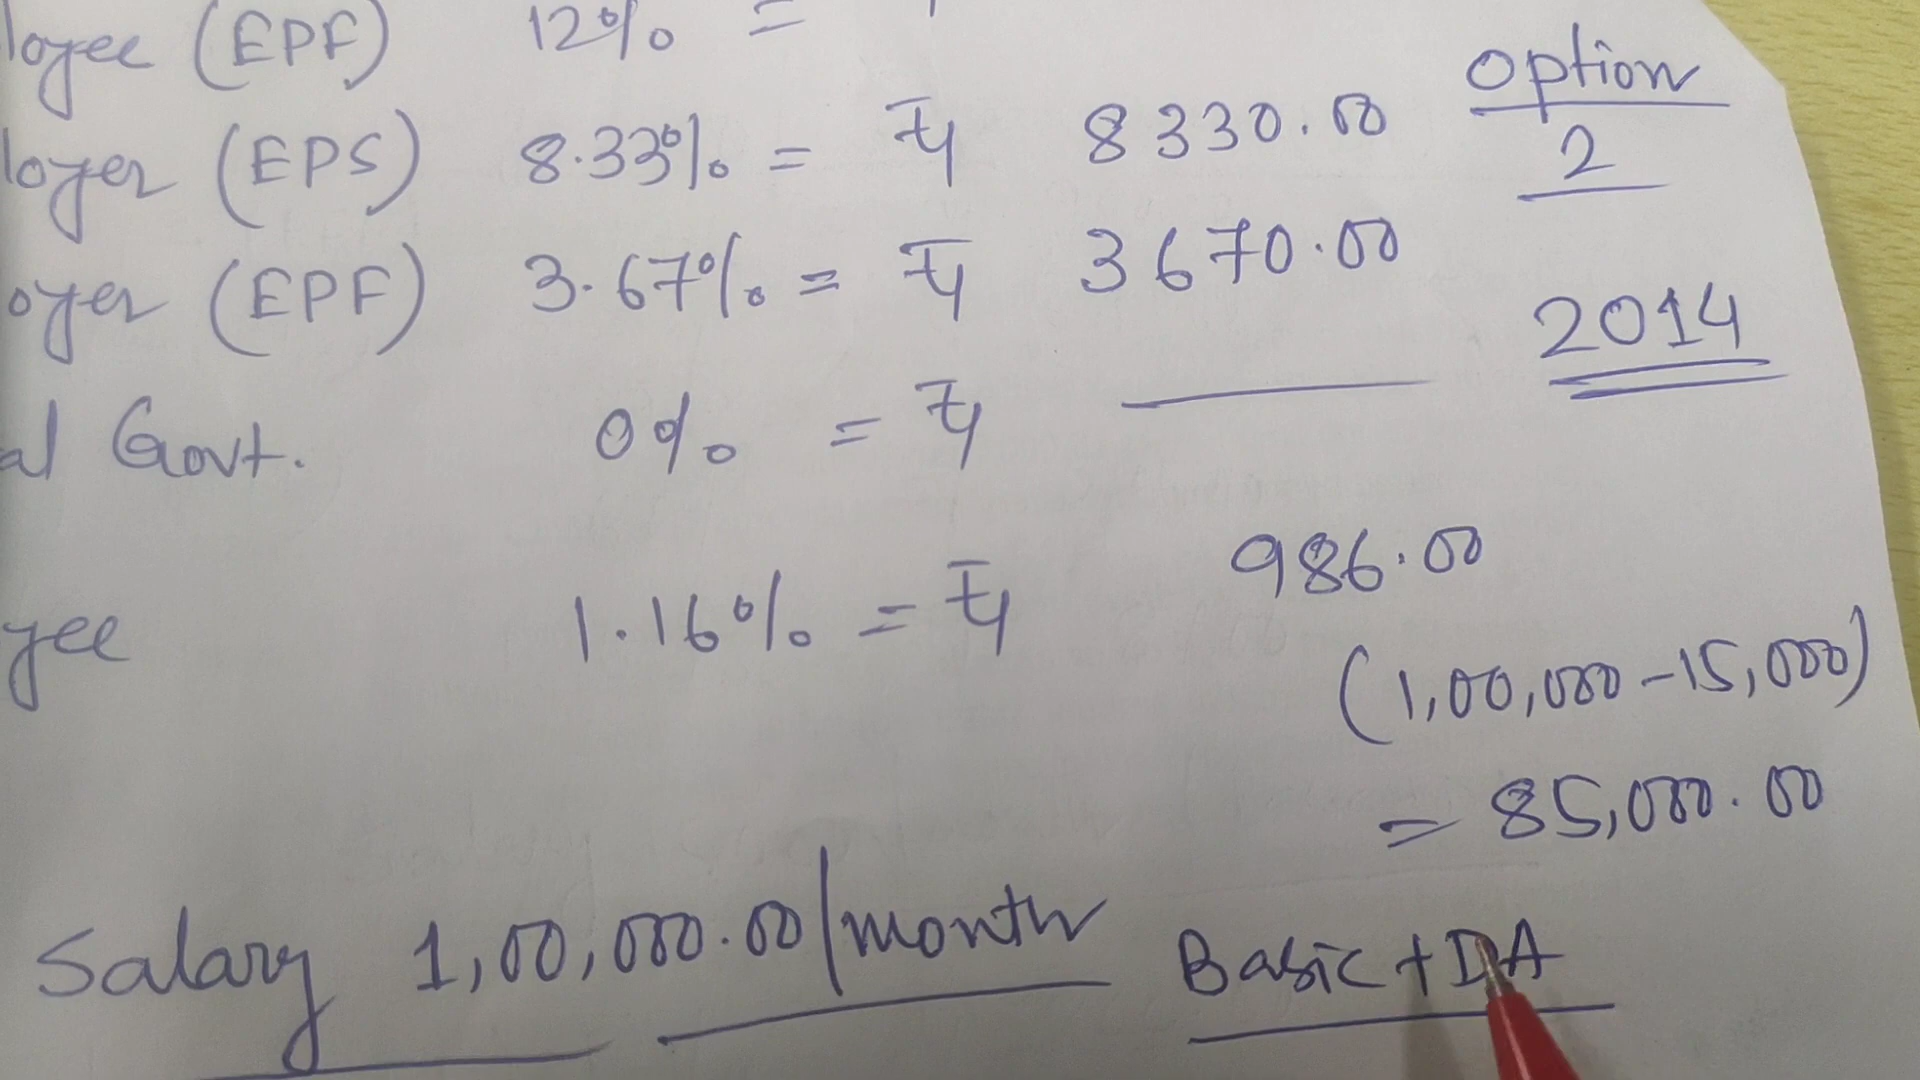 loyee (EPF) 12% =
loyer (EPS) 8.33% = ₹ 8330.00
oyer (EPF) 3.67% = ₹ 3670.00
al Govt. 0% = ₹ —
yee 1.16% = ₹ 986.00
(1,00,000-15,000)
= 85,000.00
option
2
2014
Salary 1,00,000.00/month Basic + DA